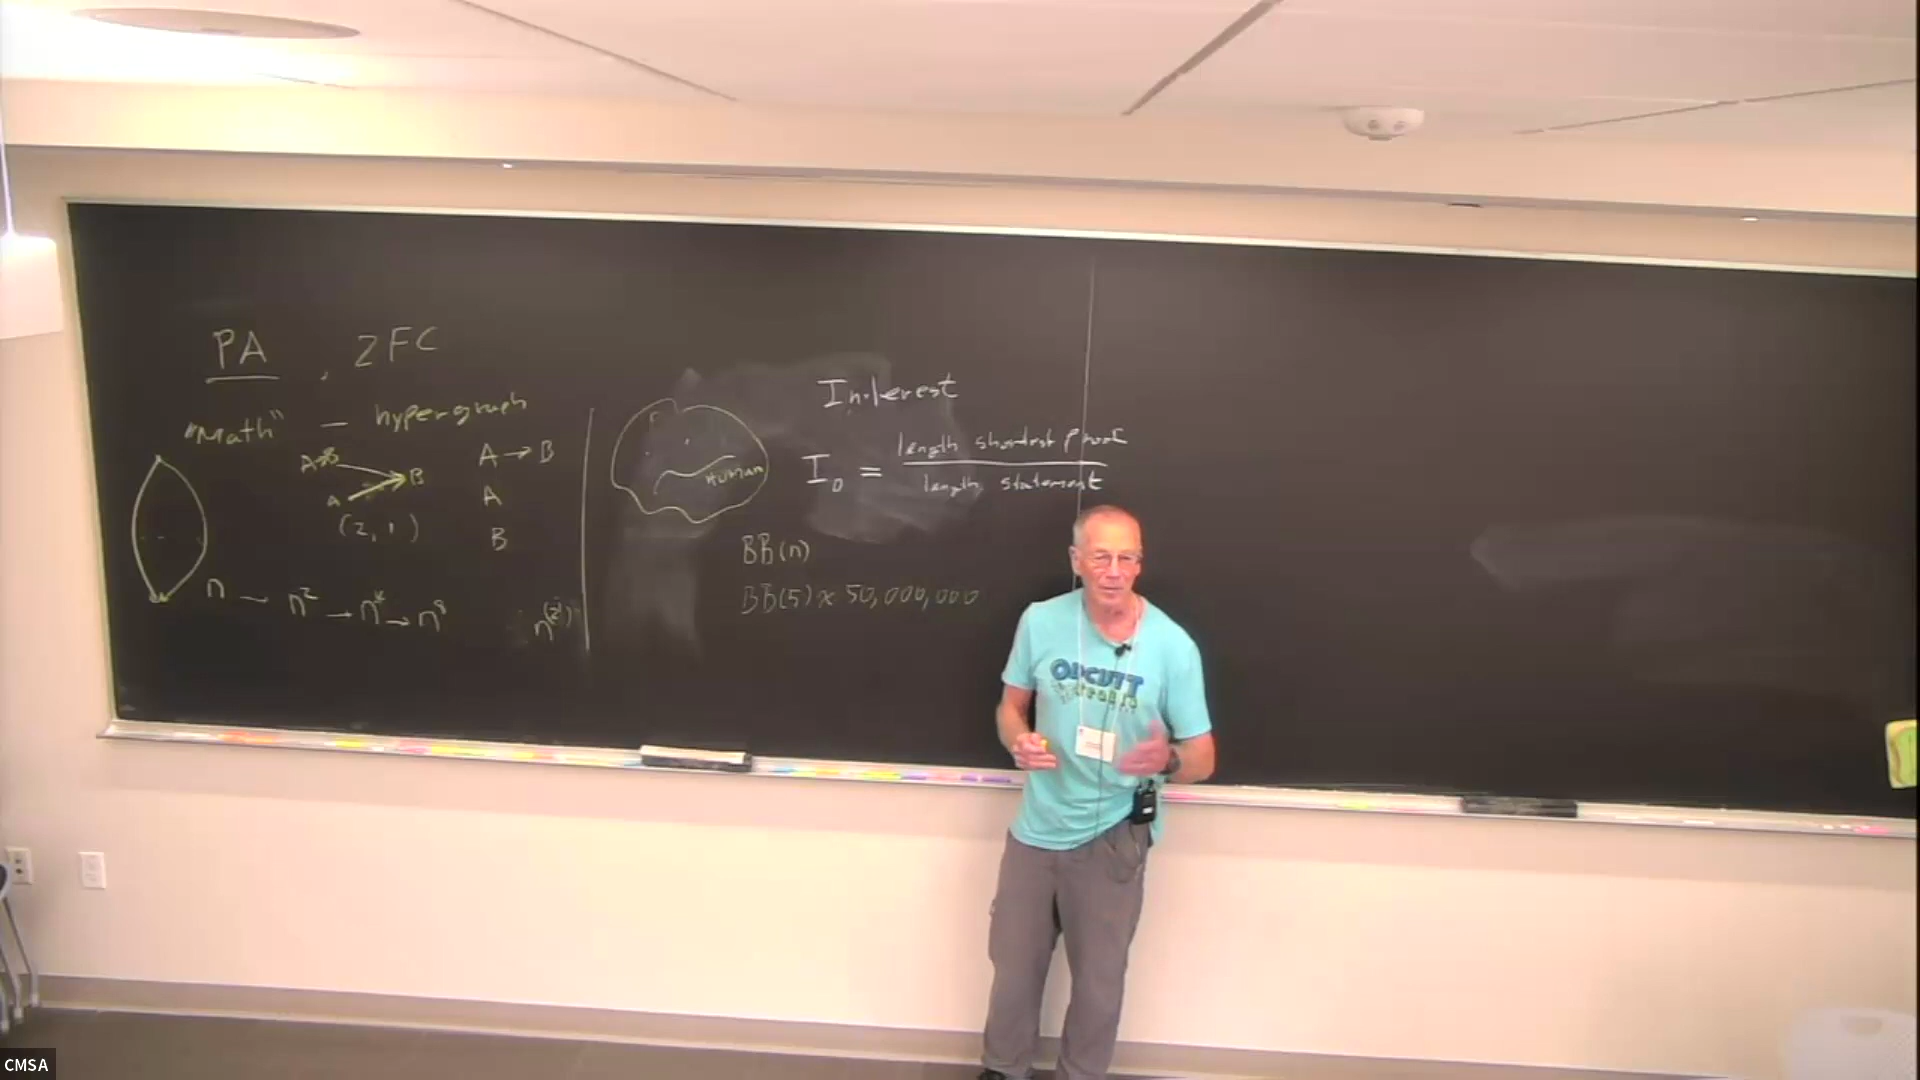 PA , ZFC
"Math" — hypergraph
A→B → B
A
(2, 1)
A → B
A
B
n → n² → n⁴ → n⁸
Human
Interest
I₀ = length shortest proof
length statement
BB(n)
BB(5) × 50,000,000
ORCUTT
CMSA